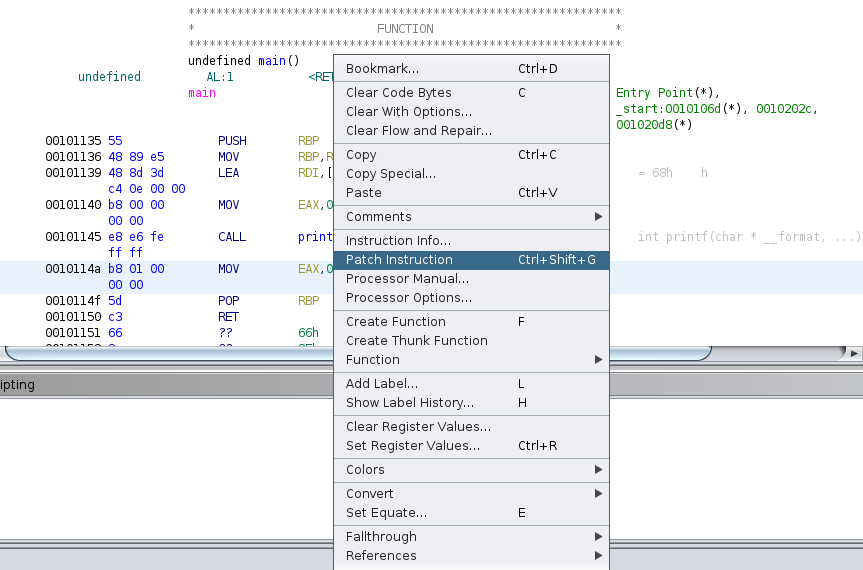 **************************************************************
* FUNCTION *
**************************************************************
undefined main()
undefined AL:1 <RET
main Entry Point(*),
_start:0010106d(*), 0010202c,
001020d8(*)
00101135 55 PUSH RBP
00101136 48 89 e5 MOV RBP,R
00101139 48 8d 3d LEA RDI,[ = 68h h
c4 0e 00 00
00101140 b8 00 00 MOV EAX,0
00 00
00101145 e8 e6 fe CALL print int printf(char * __format, ...)
ff ff
0010114a b8 01 00 MOV EAX,0
00 00
0010114f 5d POP RBP
00101150 c3 RET
00101151 66 ?? 66h
ipting
Bookmark... Ctrl+D
Clear Code Bytes C
Clear With Options...
Clear Flow and Repair...
Copy Ctrl+C
Copy Special...
Paste Ctrl+V
Comments
Instruction Info...
Patch Instruction Ctrl+Shift+G
Processor Manual...
Processor Options...
Create Function F
Create Thunk Function
Function
Add Label... L
Show Label History... H
Clear Register Values...
Set Register Values... Ctrl+R
Colors
Convert
Set Equate... E
Fallthrough
References